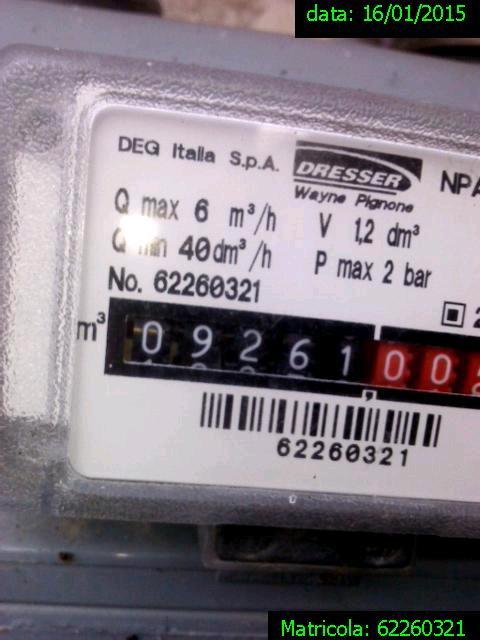 data: 16/01/2015
DEG Italia S.p.A.
DRESSER
Wayne Pignone
Q max 6 m³/h
V 1,2 dm³
Q min 40dm³/h
P max 2 bar
No. 62260321
m³
09261 00
62260321
Matricola: 62260321